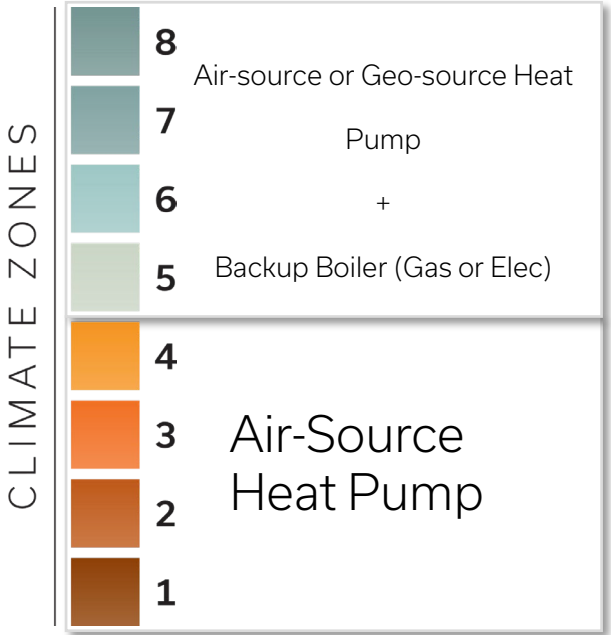 CLIMATE ZONES
8
7
6
5
Air-source or Geo-source Heat
Pump
+
Backup Boiler (Gas or Elec)
4
3
2
1
Air-Source
Heat Pump